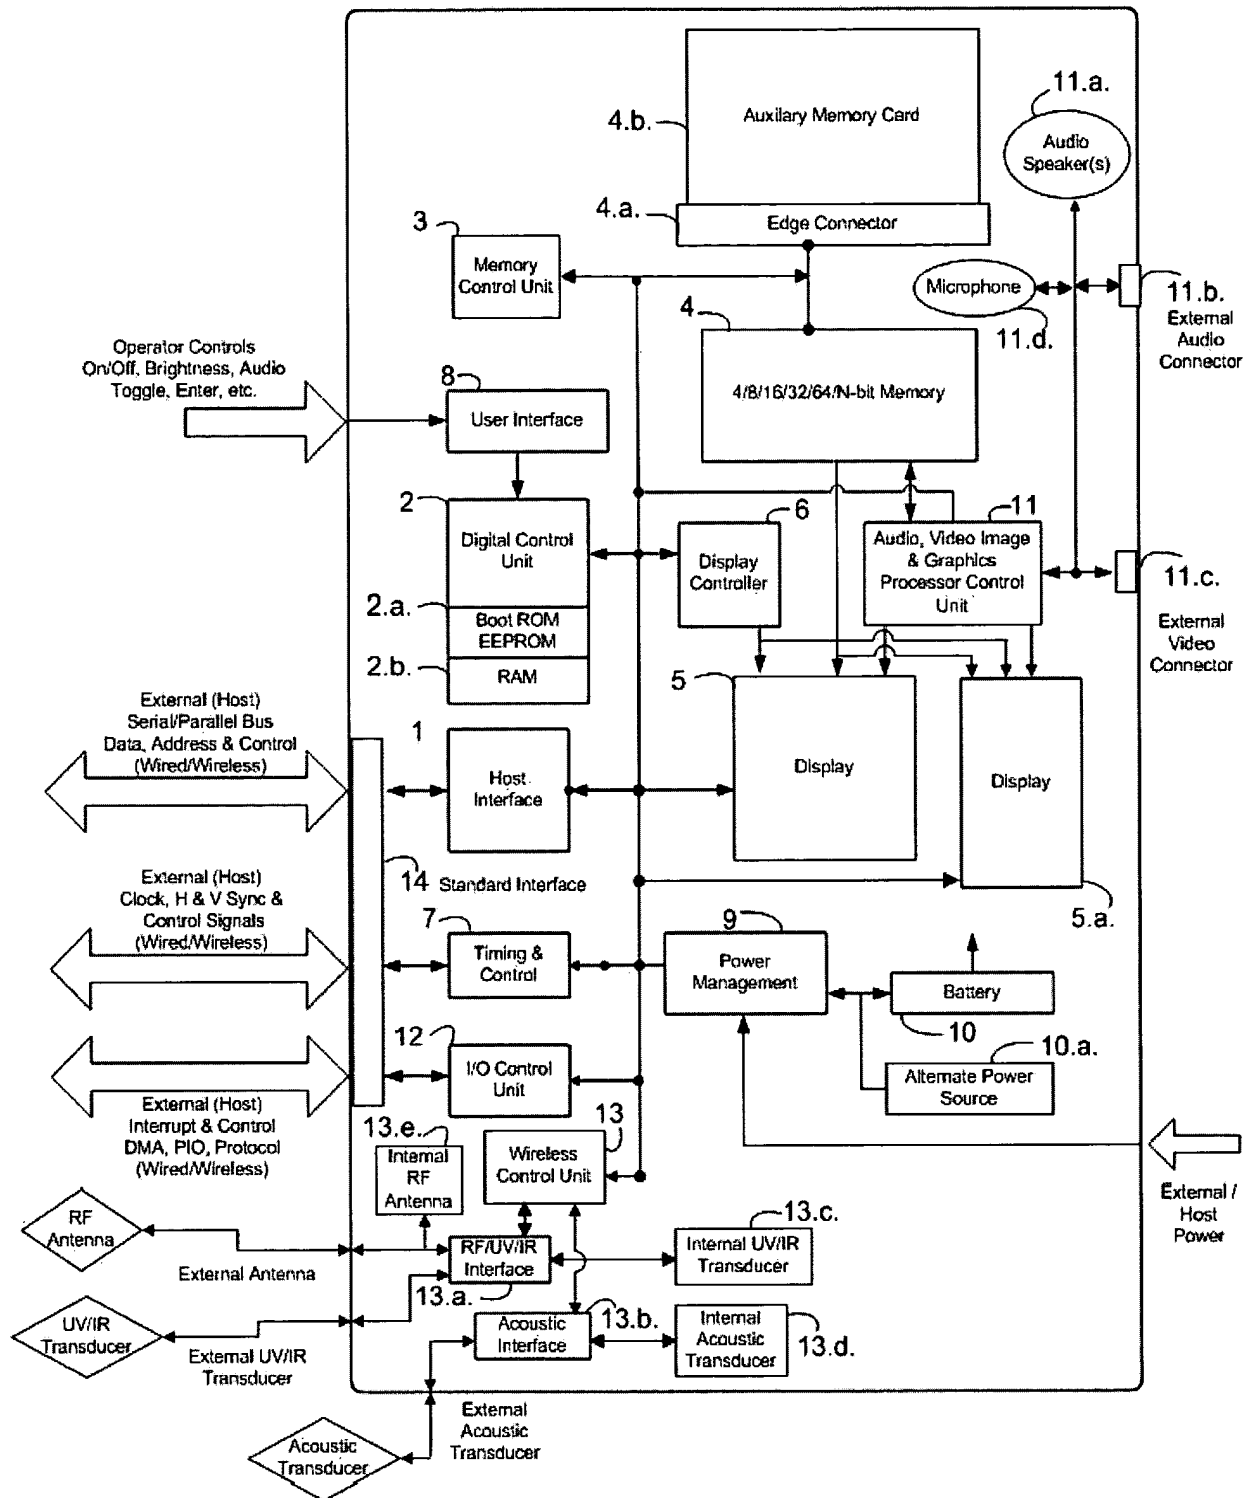 11.a.
Auxilary Memory Card
4.b.
Audio
Speaker(s)
4.a.
Edge Connector
3
Memory
Control Unit
Microphone
11.b.
External
Audio
Connector
11.d.
4
Operator Controls
On/Off, Brightness, Audio
Toggle, Enter, etc.
8
User Interface
4/8/16/32/64/N-bit Memory
2
Digital Control
Unit
6
Display
Controller
11
Audio, Video Image
& Graphics
Processor Control
Unit
11.c.
External
Video
Connector
2.a.
Boot ROM
EEPROM
2.b.
RAM
5
External (Host)
Serial/Parallel Bus
Data, Address & Control
(Wired/Wireless)
1
Host
Interface
Display
Display
14
Standard Interface
5.a.
External (Host)
Clock, H & V Sync &
Control Signals
(Wired/Wireless)
7
Timing &
Control
9
Power
Management
Battery
10
12
I/O Control
Unit
10.a.
Alternate Power
Source
External (Host)
Interrupt & Control
DMA, PIO, Protocol
(Wired/Wireless)
13.e.
Internal
RF
Antenna
13
Wireless
Control Unit
External /
Host
Power
RF
Antenna
External Antenna
RF/UV/IR
Interface
13.a.
13.c.
Internal UV/IR
Transducer
UV/IR
Transducer
External UV/IR
Transducer
Acoustic
Interface
13.b.
Internal
Acoustic
Transducer
13.d.
External
Acoustic
Transducer
Acoustic
Transducer